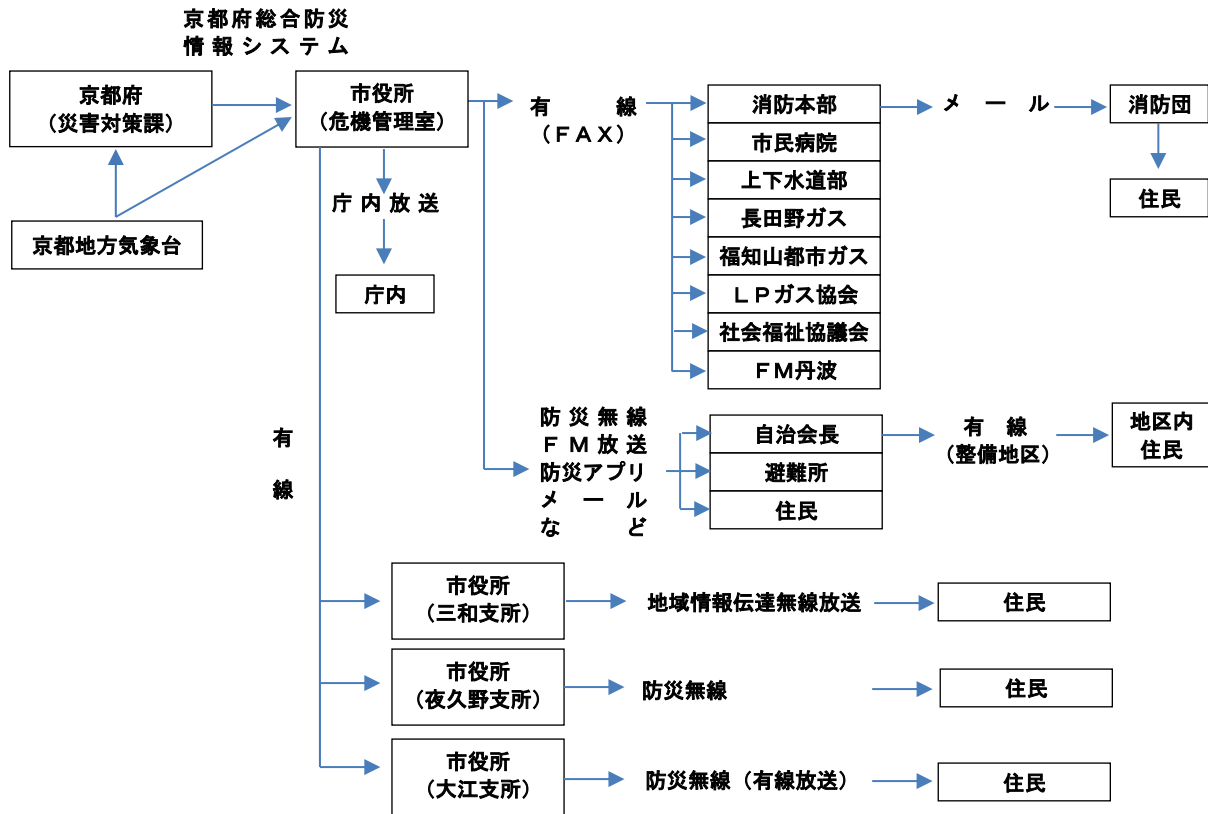 京都府総合防災
情報システム
京都府
（災害対策課）
市役所
（危機管理室）
京都地方気象台
庁内放送
庁内
有線
（ＦＡＸ）
消防本部
市民病院
上下水道部
長田野ガス
福知山都市ガス
ＬＰガス協会
社会福祉協議会
ＦＭ丹波
メール
消防団
住民
防災無線
ＦＭ放送
防災アプリ
メール
など
自治会長
避難所
住民
有線
（整備地区）
地区内
住民
有
線
市役所
（三和支所）
地域情報伝達無線放送
住民
市役所
（夜久野支所）
防災無線
住民
市役所
（大江支所）
防災無線（有線放送）
住民